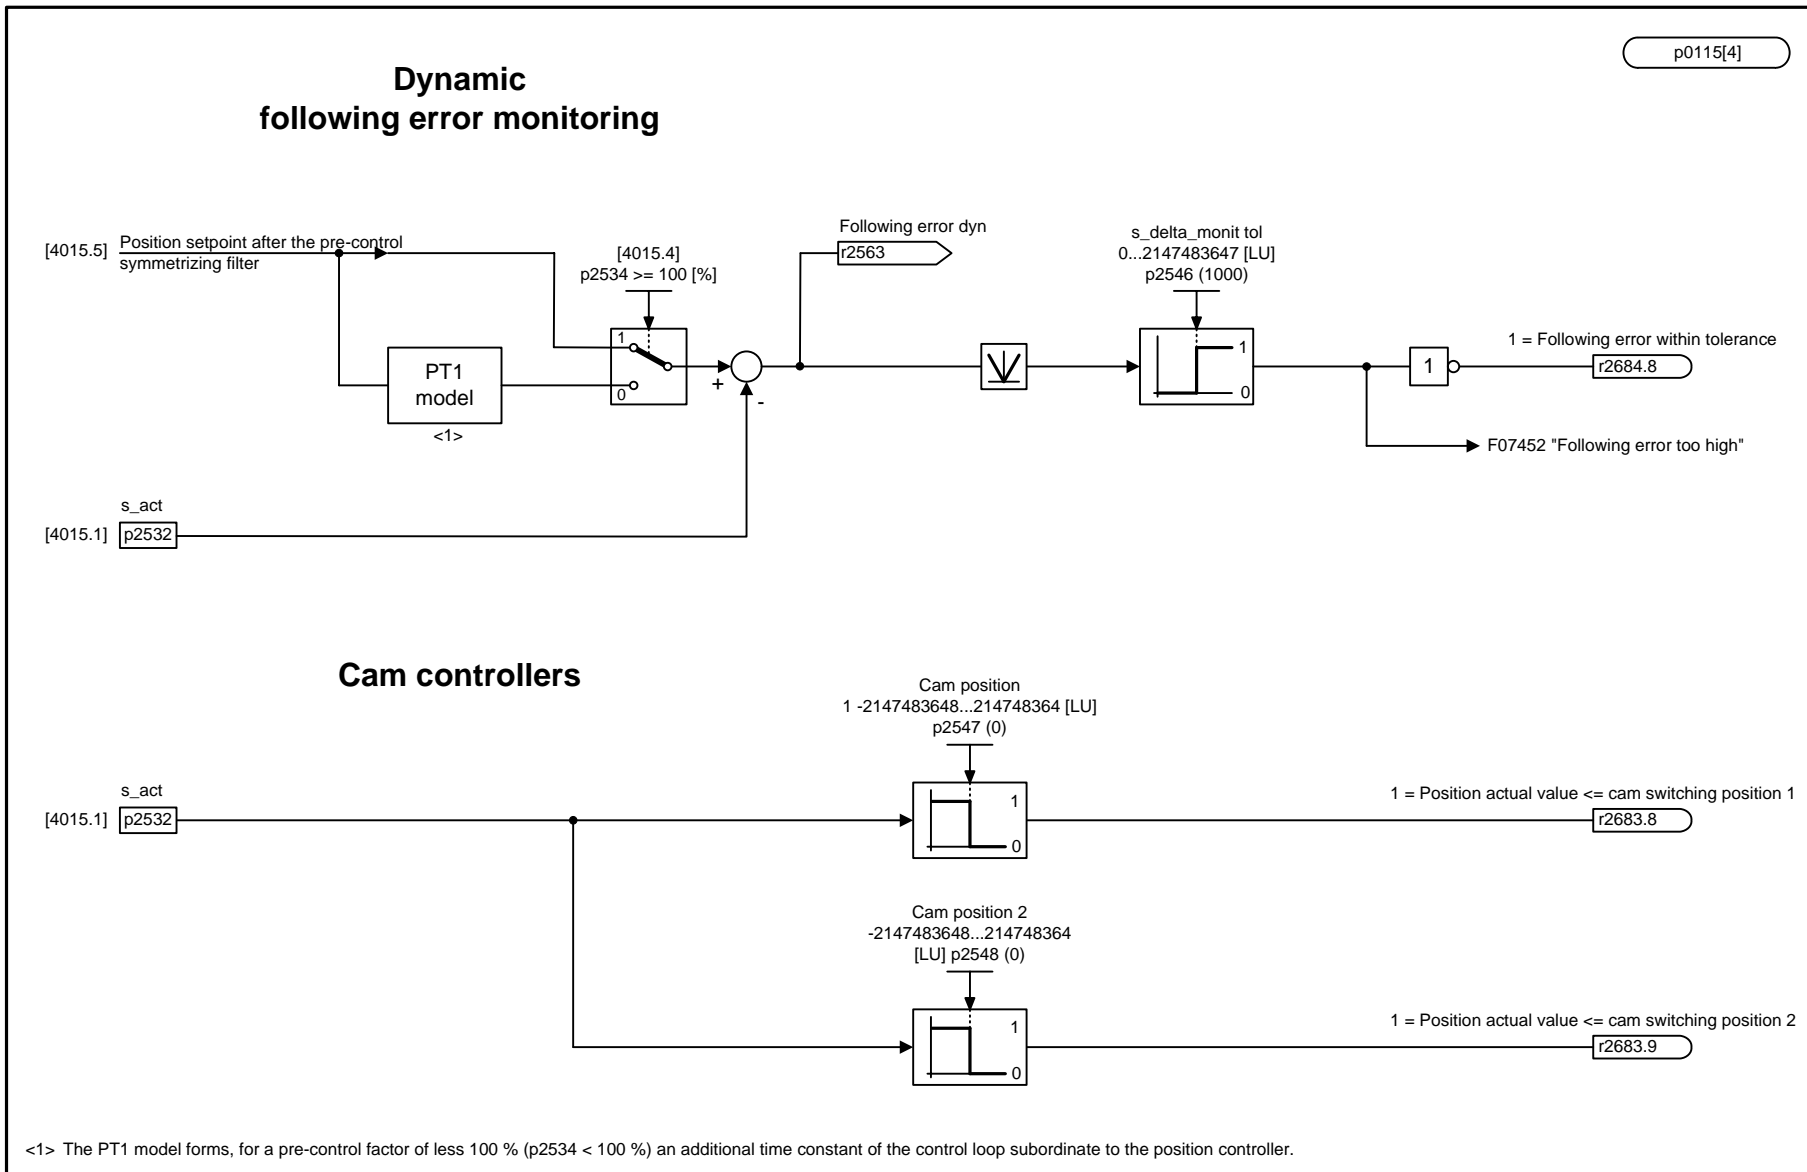 p0115[4]
Dynamic
following error monitoring
[4015.5]
Position setpoint after the pre-control
symmetrizing filter
[4015.4]
p2534 >= 100 [%]
Following error dyn
r2563
s_delta_monit tol
0...2147483647 [LU]
p2546 (1000)
1
0
PT1
model
<1>
+
-
1
0
1
1 = Following error within tolerance
r2684.8
F07452 "Following error too high"
s_act
[4015.1]
p2532
Cam controllers
Cam position
1 -2147483648...214748364 [LU]
p2547 (0)
s_act
[4015.1]
p2532
1
0
1 = Position actual value <= cam switching position 1
r2683.8
Cam position 2
-2147483648...214748364
[LU] p2548 (0)
1
0
1 = Position actual value <= cam switching position 2
r2683.9
<1> The PT1 model forms, for a pre-control factor of less 100 % (p2534 < 100 %) an additional time constant of the control loop subordinate to the position controller.